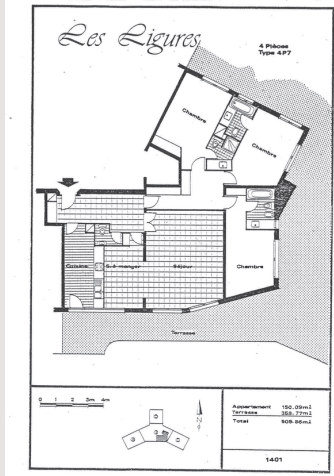 Les Ligures
4 Pièces
Type 4P7
Chambre
Chambre
Cuisine
S. à manger
Séjour
Chambre
Terrasse
0 1 2 3m 4m
N
Appartement 150.09m2
Terrasse 359.77m2
Total 509.86m2
1401